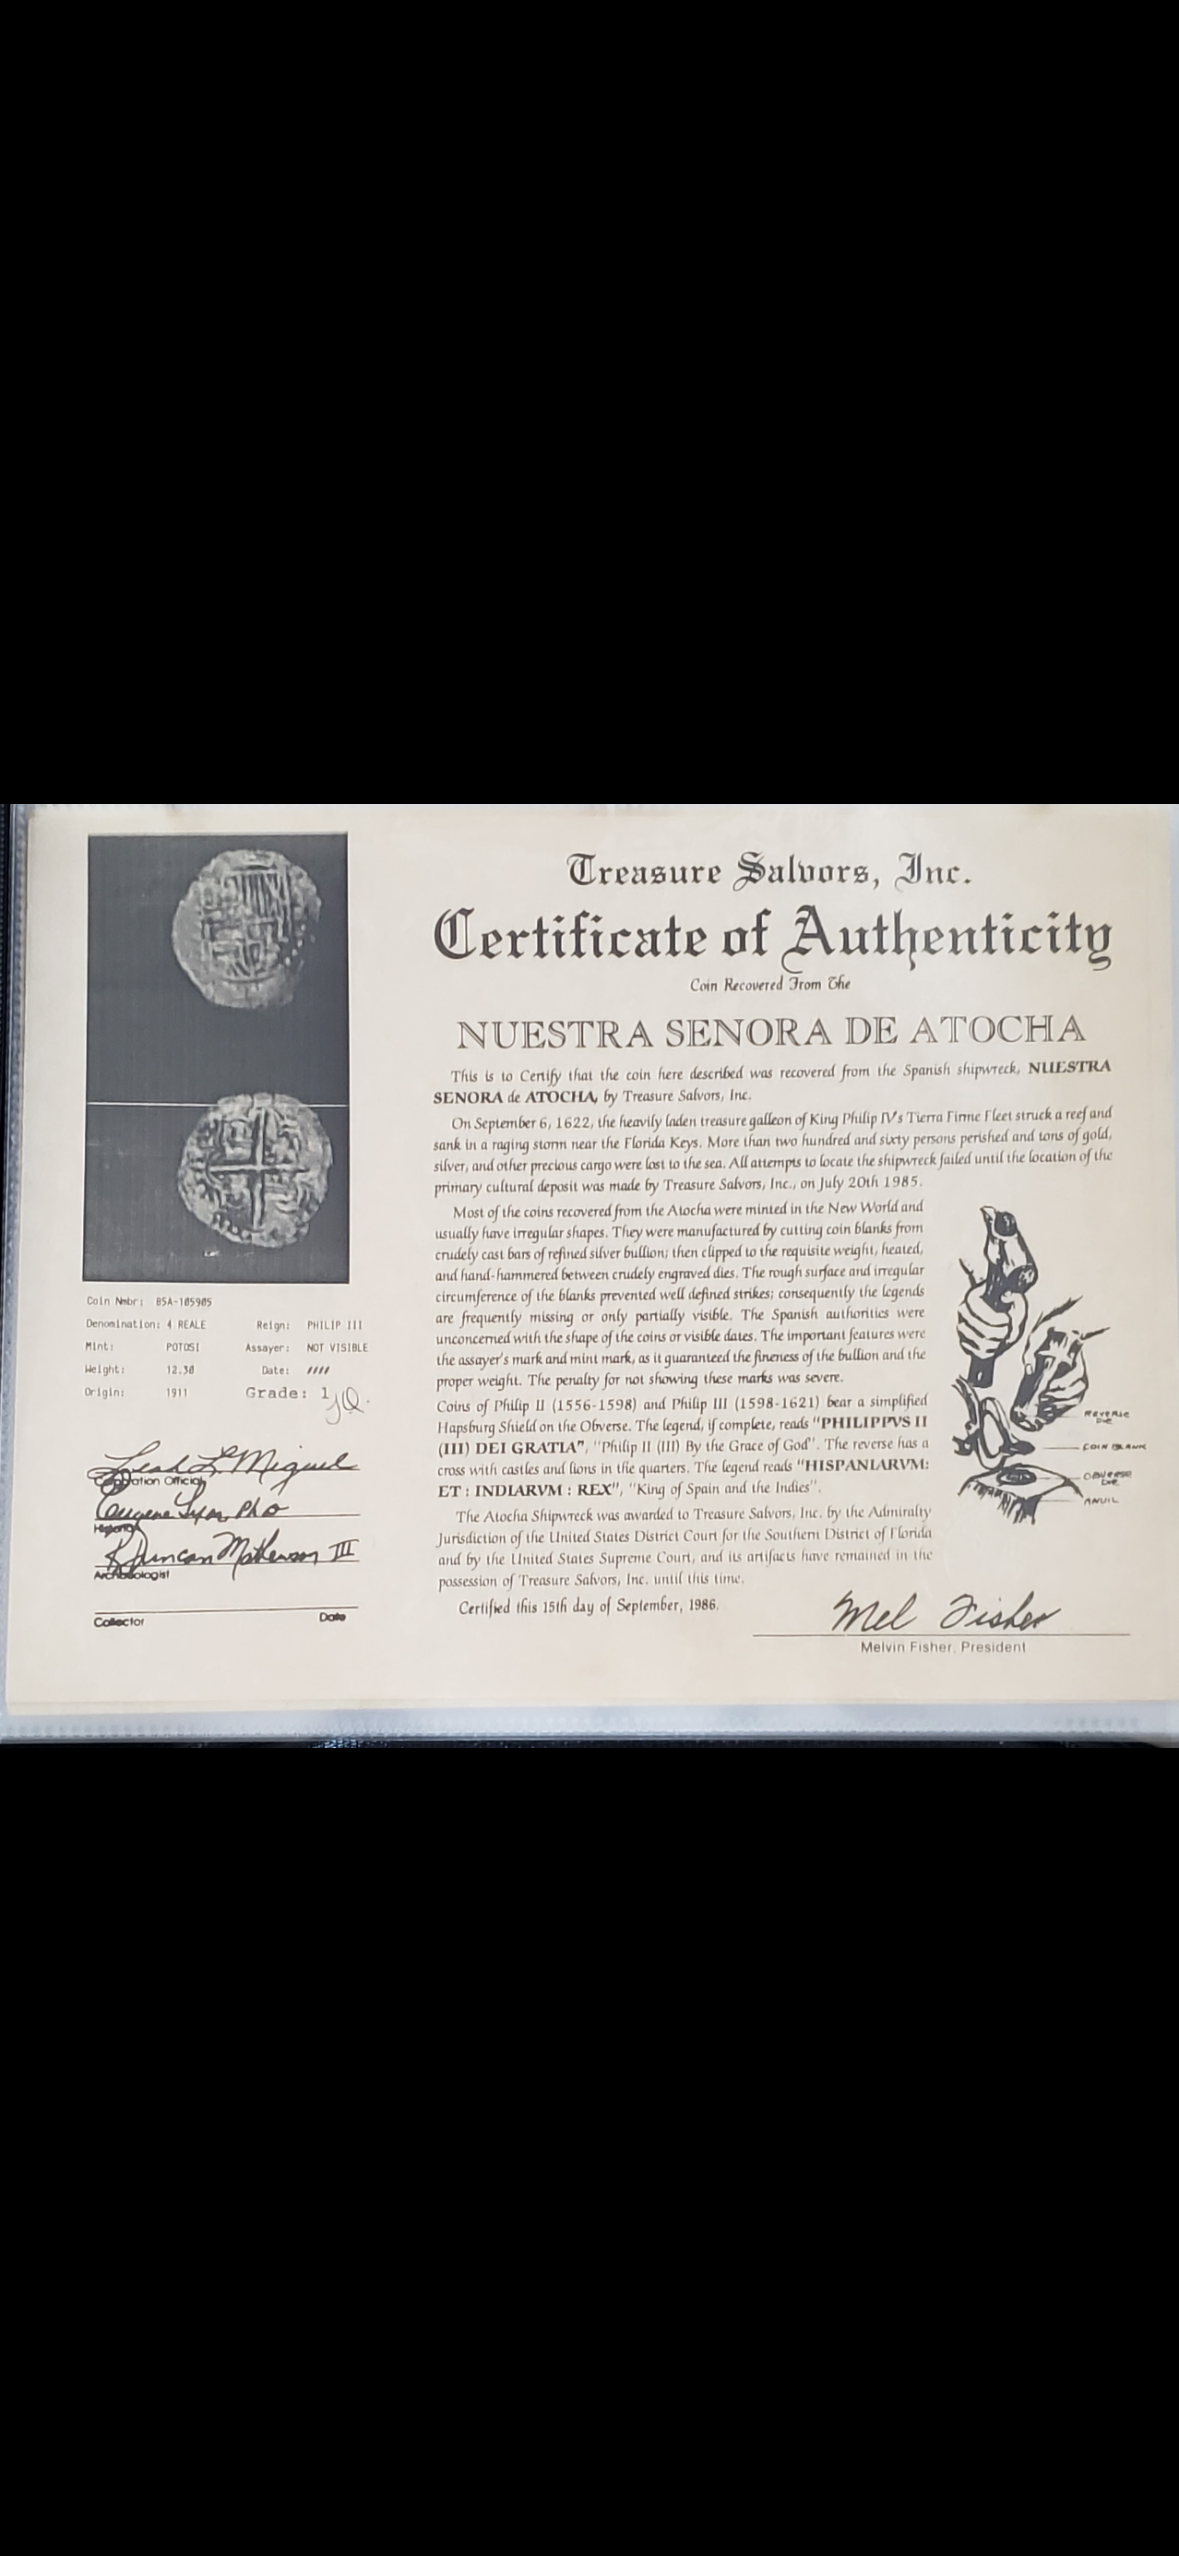 Treasure Salvors, Inc.
Certificate of Authenticity
Coin Recovered From The
NUESTRA SENORA DE ATOCHA
This is to Certify that the coin here described was recovered from the Spanish shipwreck, NUESTRA
SENORA de ATOCHA, by Treasure Salvors, Inc.
On September 6, 1622, the heavily laden treasure galleon of King Philip IV's Tierra Firme Fleet struck a reef and
sank in a raging storm near the Florida Keys. More than two hundred and sixty persons perished and tons of gold,
silver, and other precious cargo were lost to the sea. All attempts to locate the shipwreck failed until the location of the
primary cultural deposit was made by Treasure Salvors, Inc., on July 20th 1985.
Most of the coins recovered from the Atocha were minted in the New World and
usually have irregular shapes. They were manufactured by cutting coin blanks from
crudely cast bars of refined silver bullion; then clipped to the requisite weight, heated,
and hand-hammered between crudely engraved dies. The rough surface and irregular
circumference of the blanks prevented well defined strikes; consequently the legends
are frequently missing or only partially visible. The Spanish authorities were
unconcerned with the shape of the coins or visible dates. The important features were
the assayer's mark and mint mark, as it guaranteed the fineness of the bullion and the
proper weight. The penalty for not showing these marks was severe.
Coins of Philip II (1556-1598) and Philip III (1598-1621) bear a simplified
Hapsburg Shield on the Obverse. The legend, if complete, reads "PHILIPPVS II
(III) DEI GRATIA", "Philip II (III) By the Grace of God". The reverse has a
cross with castles and lions in the quarters. The legend reads "HISPANIARVM:
ET : INDIARVM : REX", "King of Spain and the Indies".
The Atocha Shipwreck was awarded to Treasure Salvors, Inc. by the Admiralty
Jurisdiction of the United States District Court for the Southern District of Florida
and by the United States Supreme Court, and its artifacts have remained in the
possession of Treasure Salvors, Inc. until this time.
Certified this 15th day of September, 1986.
Mel Fisher
Melvin Fisher, President
REVERSE
DIE
COIN BLANK
OBVERSE
DIE
ANVIL
Coin Nmbr: 85A-105905
Denomination: 4 REALE Reign: PHILIP III
Mint: POTOSI Assayer: NOT VISIBLE
Weight: 12.30 Date: ////
Origin: 1911 Grade: 1
Leah L Miguel
Official
Eugene Lyon PhD
Historian
R Duncan Mathewson III
Archaeologist
Collector Date